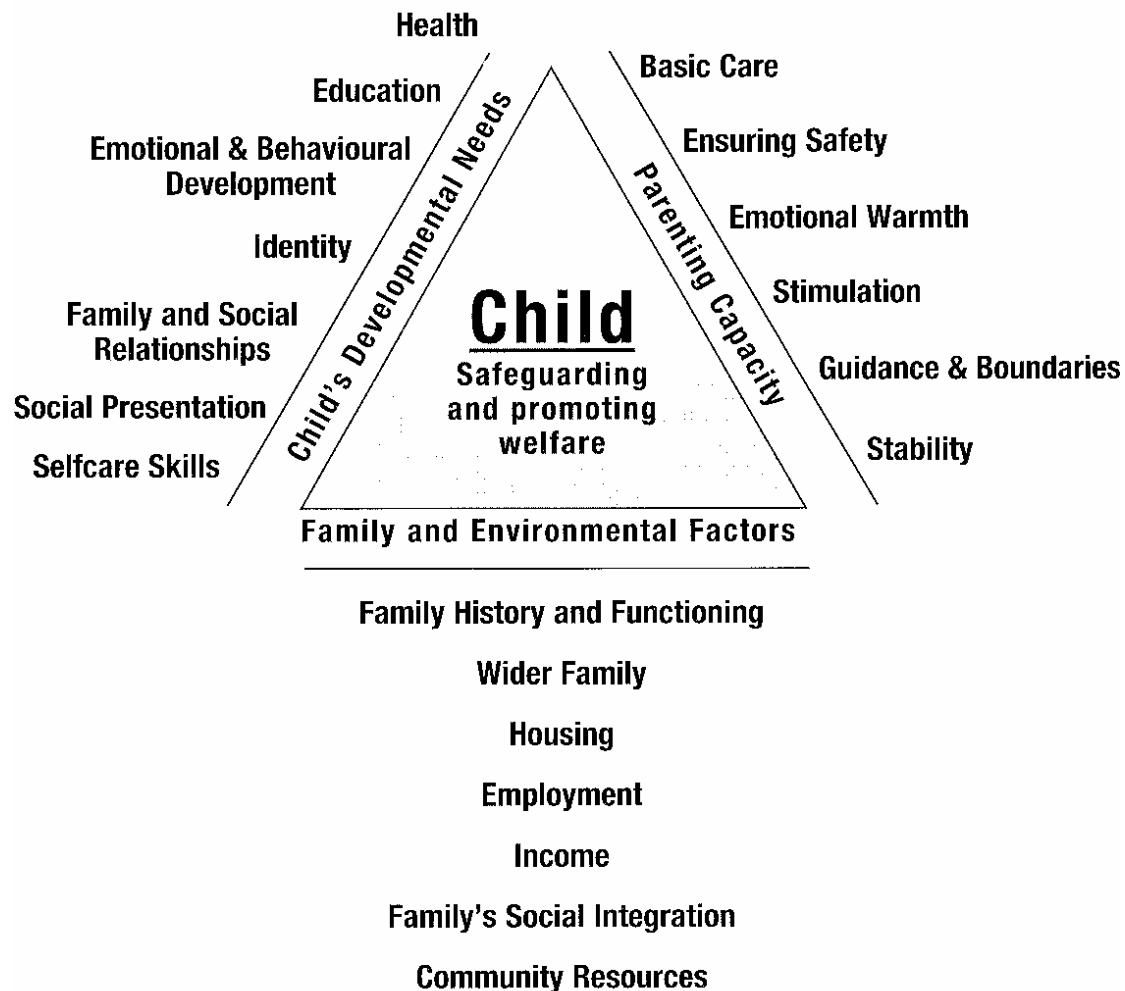 Health
Education
Emotional & Behavioural
Development
Identity
Family and Social
Relationships
Social Presentation
Selfcare Skills
Child's Developmental Needs
Child
Safeguarding
and promoting
welfare
Parenting Capacity
Basic Care
Ensuring Safety
Emotional Warmth
Stimulation
Guidance & Boundaries
Stability
Family and Environmental Factors
Family History and Functioning
Wider Family
Housing
Employment
Income
Family's Social Integration
Community Resources